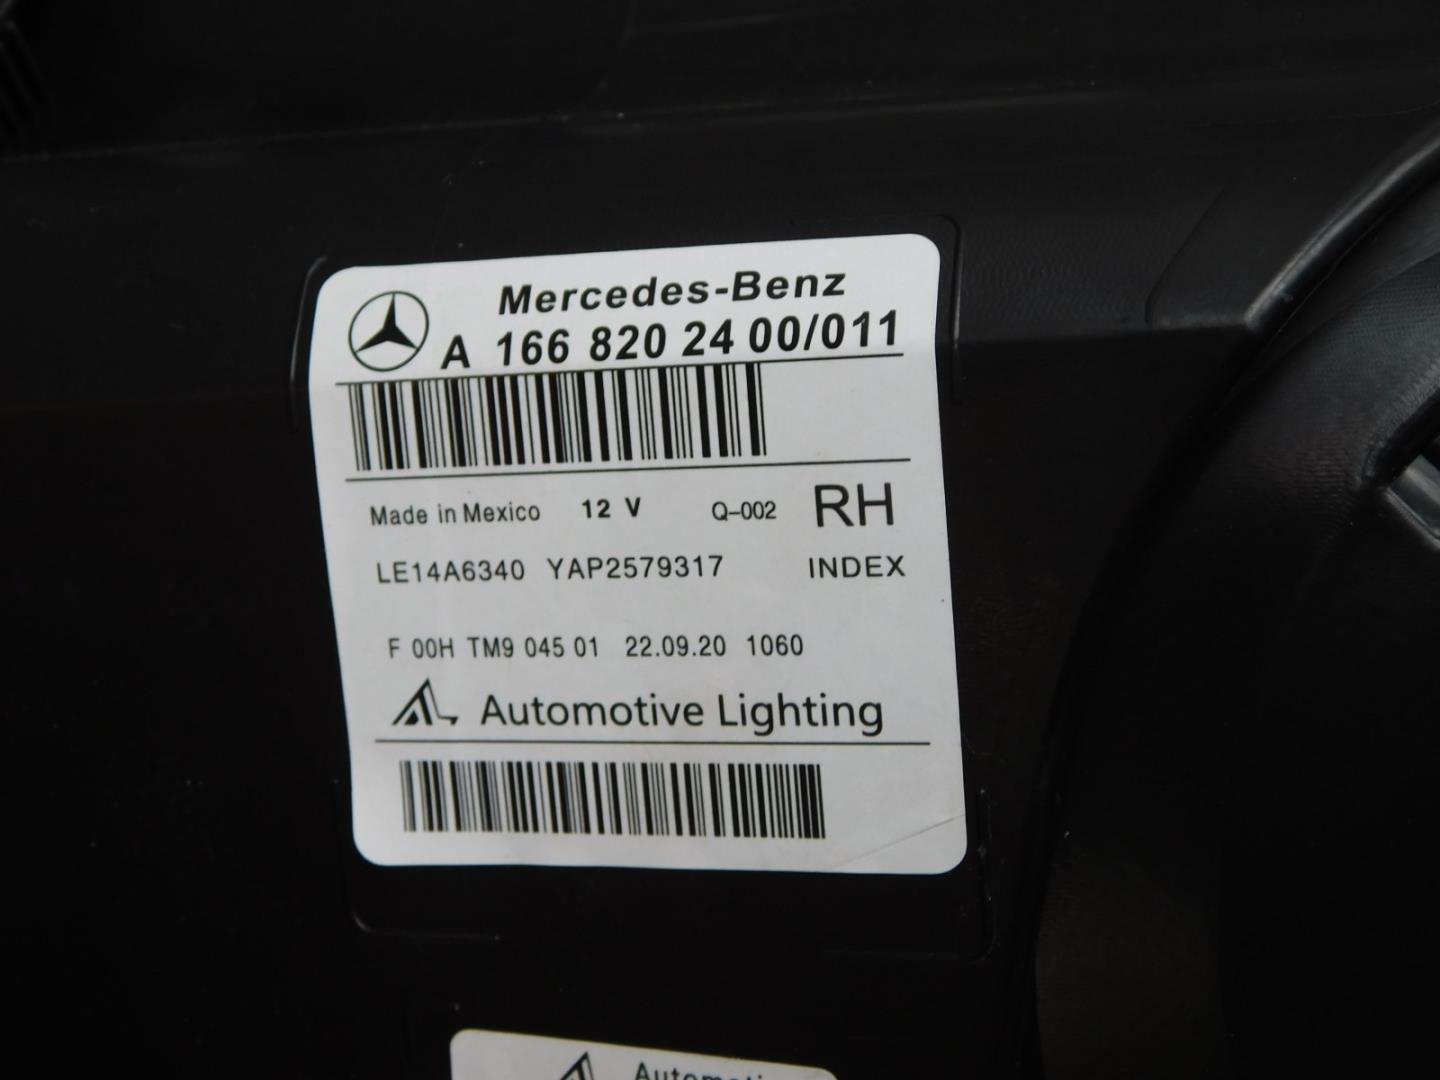 Mercedes-Benz
A 166 820 24 00/011
Made in Mexico 12 V Q-002 RH
LE14A6340 YAP2579317 INDEX
F 00H TM9 045 01 22.09.20 1060
Automotive Lighting